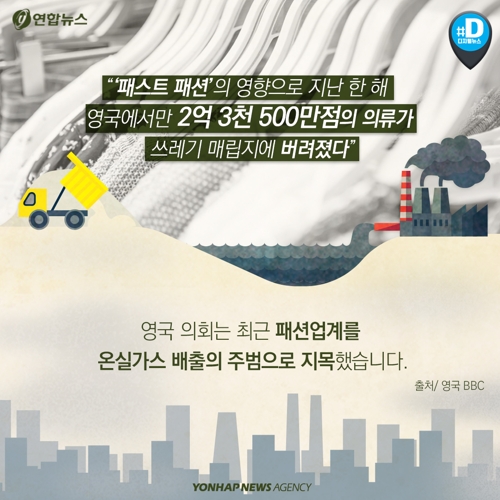 연합뉴스
#D
디지털뉴스
“‘패스트 패션’의 영향으로 지난 한 해
영국에서만 2억 3천 500만점의 의류가
쓰레기 매립지에 버려졌다”
영국 의회는 최근 패션업계를
온실가스 배출의 주범으로 지목했습니다.
출처/ 영국 BBC
YONHAP NEWS AGENCY